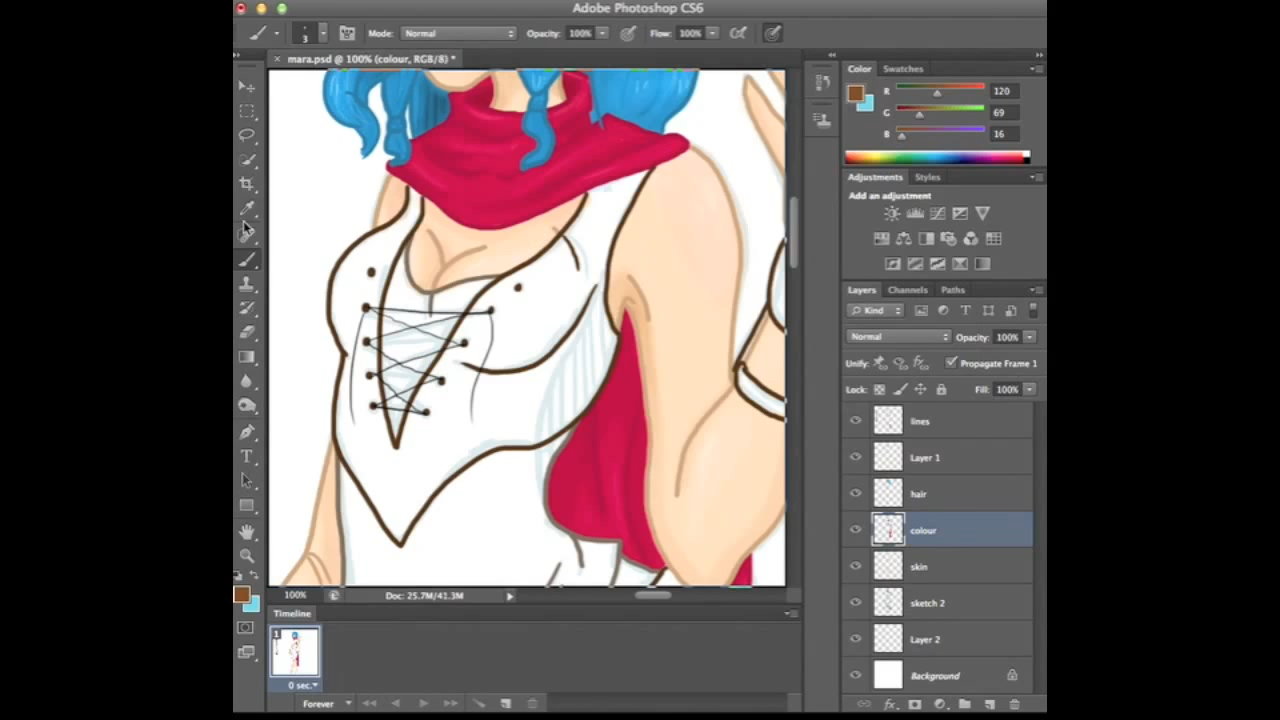 Adobe Photoshop CS6
3
Mode: Normal
Opacity: 100%
Flow: 100%
mara.psd @ 100% (colour, RGB/8) *
Color
Swatches
R
120
G
69
B
16
Adjustments
Styles
Add an adjustment
Layers
Channels
Paths
Kind
T
Normal
Opacity: 100%
Unify:
Propagate Frame 1
Lock:
Fill: 100%
lines
Layer 1
hair
colour
skin
sketch 2
Layer 2
Background
fx
T
100%
Doc: 25.7M/41.3M
Timeline
1
0 sec.
Forever